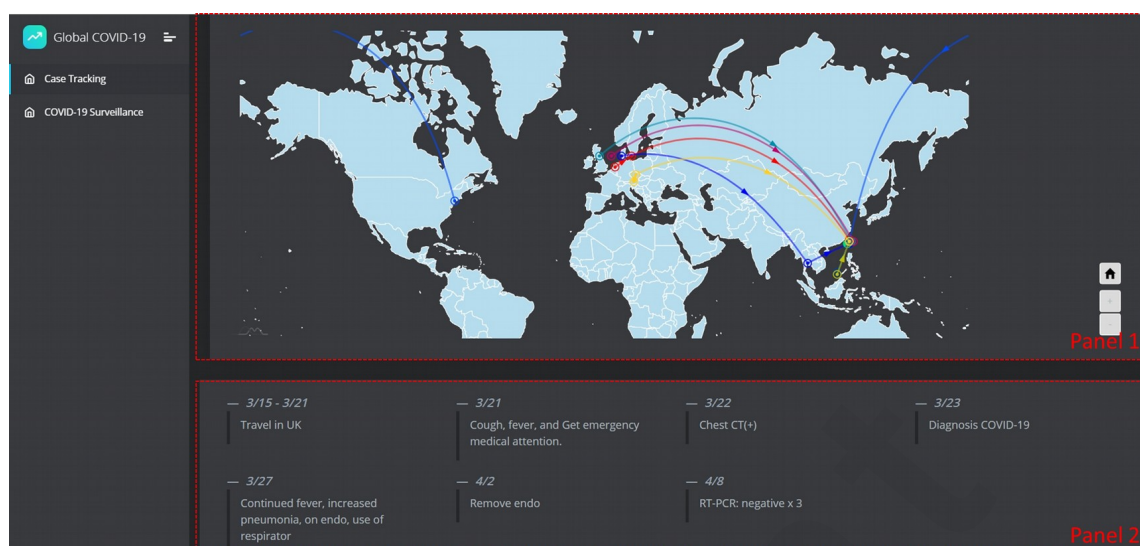 Global COVID-19
Case Tracking
COVID-19 Surveillance
Panel 1
— 3/15 - 3/21
Travel in UK
— 3/21
Cough, fever, and Get emergency
medical attention.
— 3/22
Chest CT(+)
— 3/23
Diagnosis COVID-19
— 3/27
Continued fever, increased
pneumonia, on endo, use of
respirator
— 4/2
Remove endo
— 4/8
RT-PCR: negative x 3
Panel 2